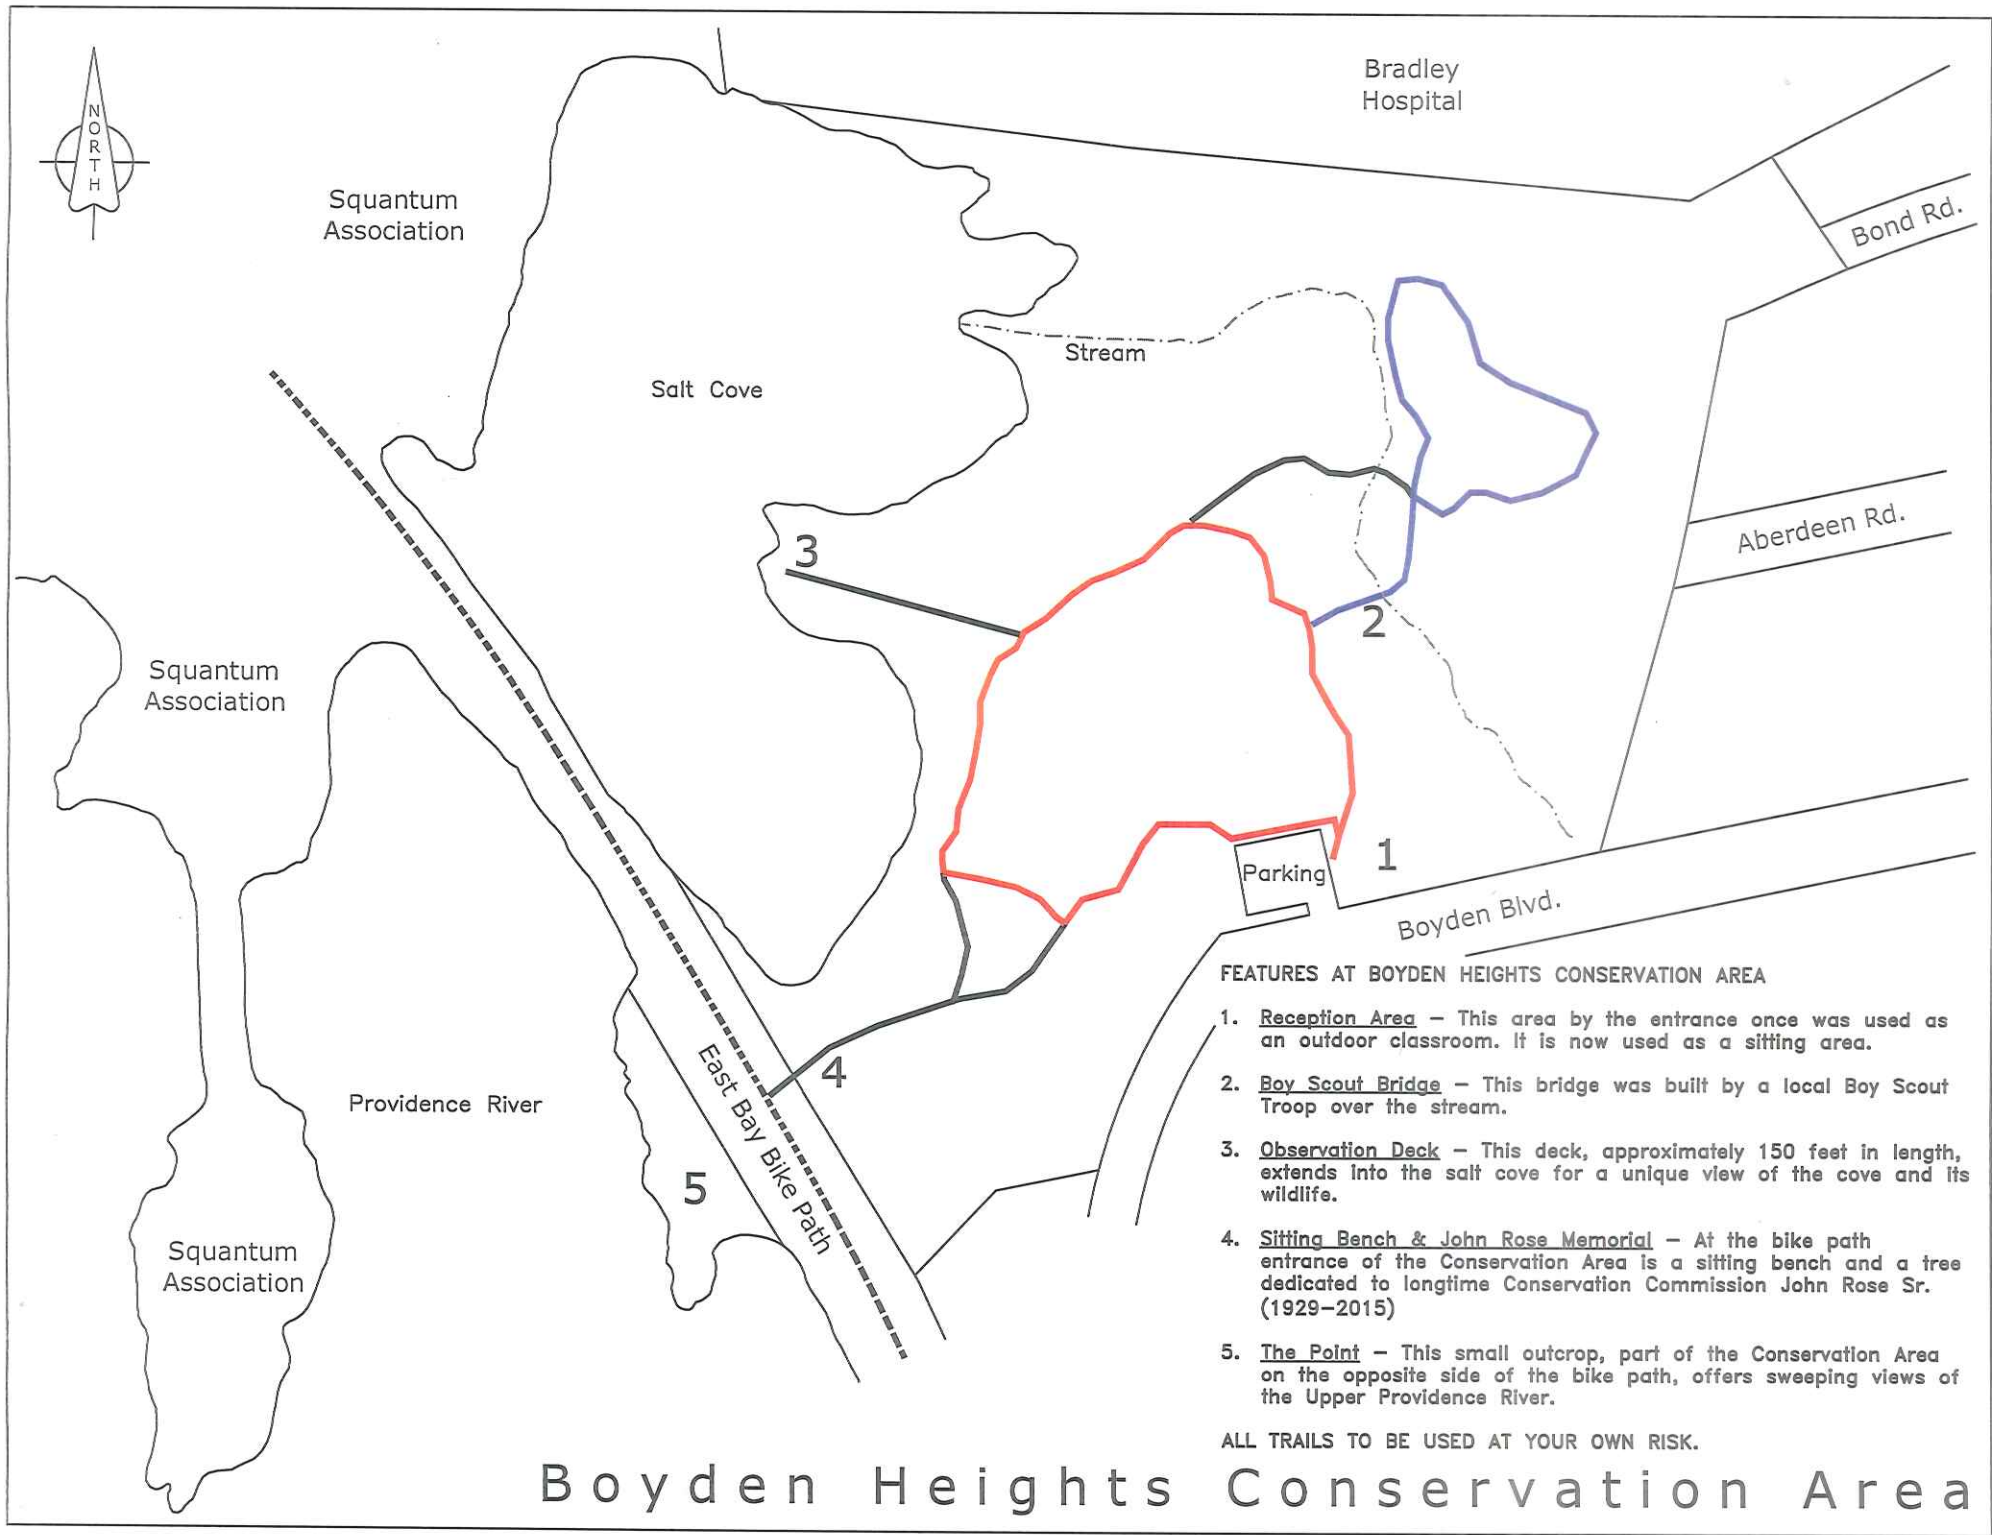 NORTH
Bradley
Hospital
Squantum
Association
Bond Rd.
Stream
Salt Cove
Aberdeen Rd.
3
2
Squantum
Association
1
Parking
Boyden Blvd.
4
East Bay Bike Path
Providence River
5
Squantum
Association
FEATURES AT BOYDEN HEIGHTS CONSERVATION AREA
1. Reception Area – This area by the entrance once was used as
an outdoor classroom. It is now used as a sitting area.
2. Boy Scout Bridge – This bridge was built by a local Boy Scout
Troop over the stream.
3. Observation Deck – This deck, approximately 150 feet in length,
extends into the salt cove for a unique view of the cove and its
wildlife.
4. Sitting Bench & John Rose Memorial – At the bike path
entrance of the Conservation Area is a sitting bench and a tree
dedicated to longtime Conservation Commission John Rose Sr.
(1929–2015)
5. The Point – This small outcrop, part of the Conservation Area
on the opposite side of the bike path, offers sweeping views of
the Upper Providence River.
ALL TRAILS TO BE USED AT YOUR OWN RISK.
Boyden Heights Conservation Area